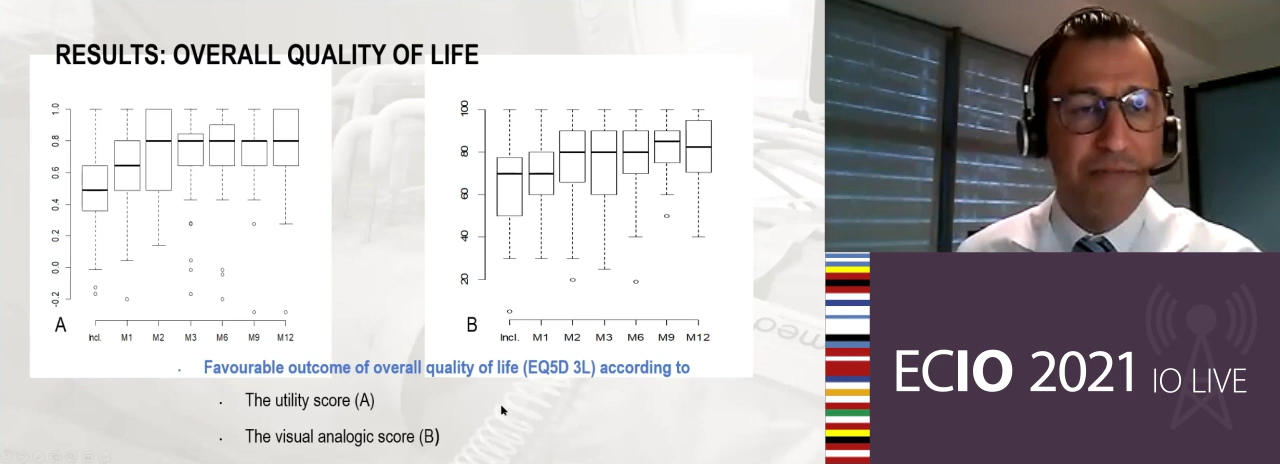 RESULTS: OVERALL QUALITY OF LIFE
1.0
0.8
0.6
0.4
0.2
0.0
-0.2
A
Incl. M1 M2 M3 M6 M9 M12
100
80
60
40
20
B
Incl. M1 M2 M3 M6 M9 M12
Favourable outcome of overall quality of life (EQ5D 3L) according to
The utility score (A)
The visual analogic score (B)
ECIO 2021 IO LIVE